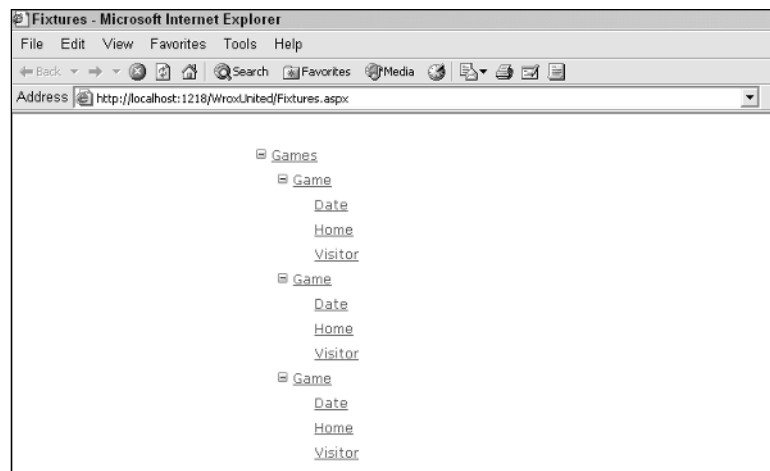 Fixtures - Microsoft Internet Explorer
File Edit View Favorites Tools Help
Back Search Favorites Media
Address http://localhost:1218/WroxUnited/Fixtures.aspx
Games
Game
Date
Home
Visitor
Game
Date
Home
Visitor
Game
Date
Home
Visitor